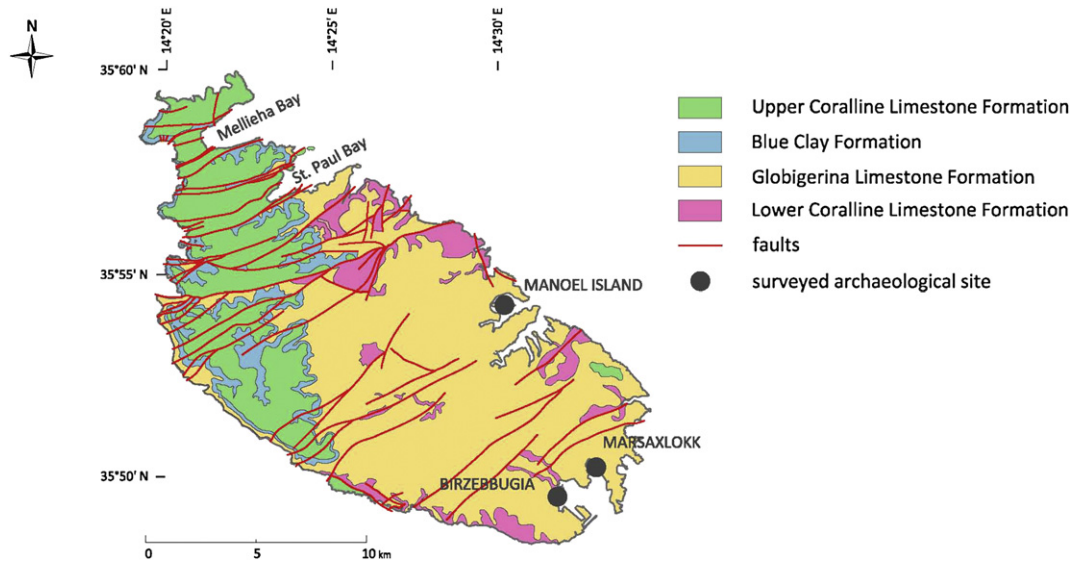 N
14°20' E
14°25' E
14°30' E
35°60' N
Mellieha Bay
St. Paul Bay
Upper Coralline Limestone Formation
Blue Clay Formation
Globigerina Limestone Formation
Lower Coralline Limestone Formation
faults
surveyed archaeological site
35°55' N
MANOEL ISLAND
MARSAXLOKK
35°50' N
BIRZEBBUGIA
0 5 10 km